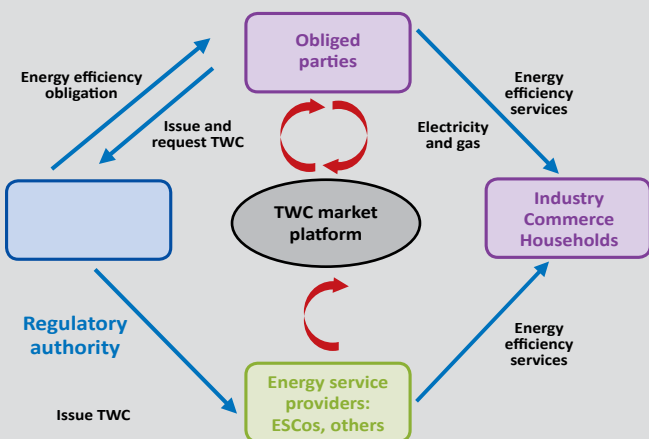 Obliged
parties
Energy efficiency
obligation
Issue and
request TWC
Energy
efficiency
services
Electricity
and gas
TWC market
platform
Industry
Commerce
Households
Regulatory
authority
Energy
efficiency
services
Issue TWC
Energy service
providers:
ESCos, others